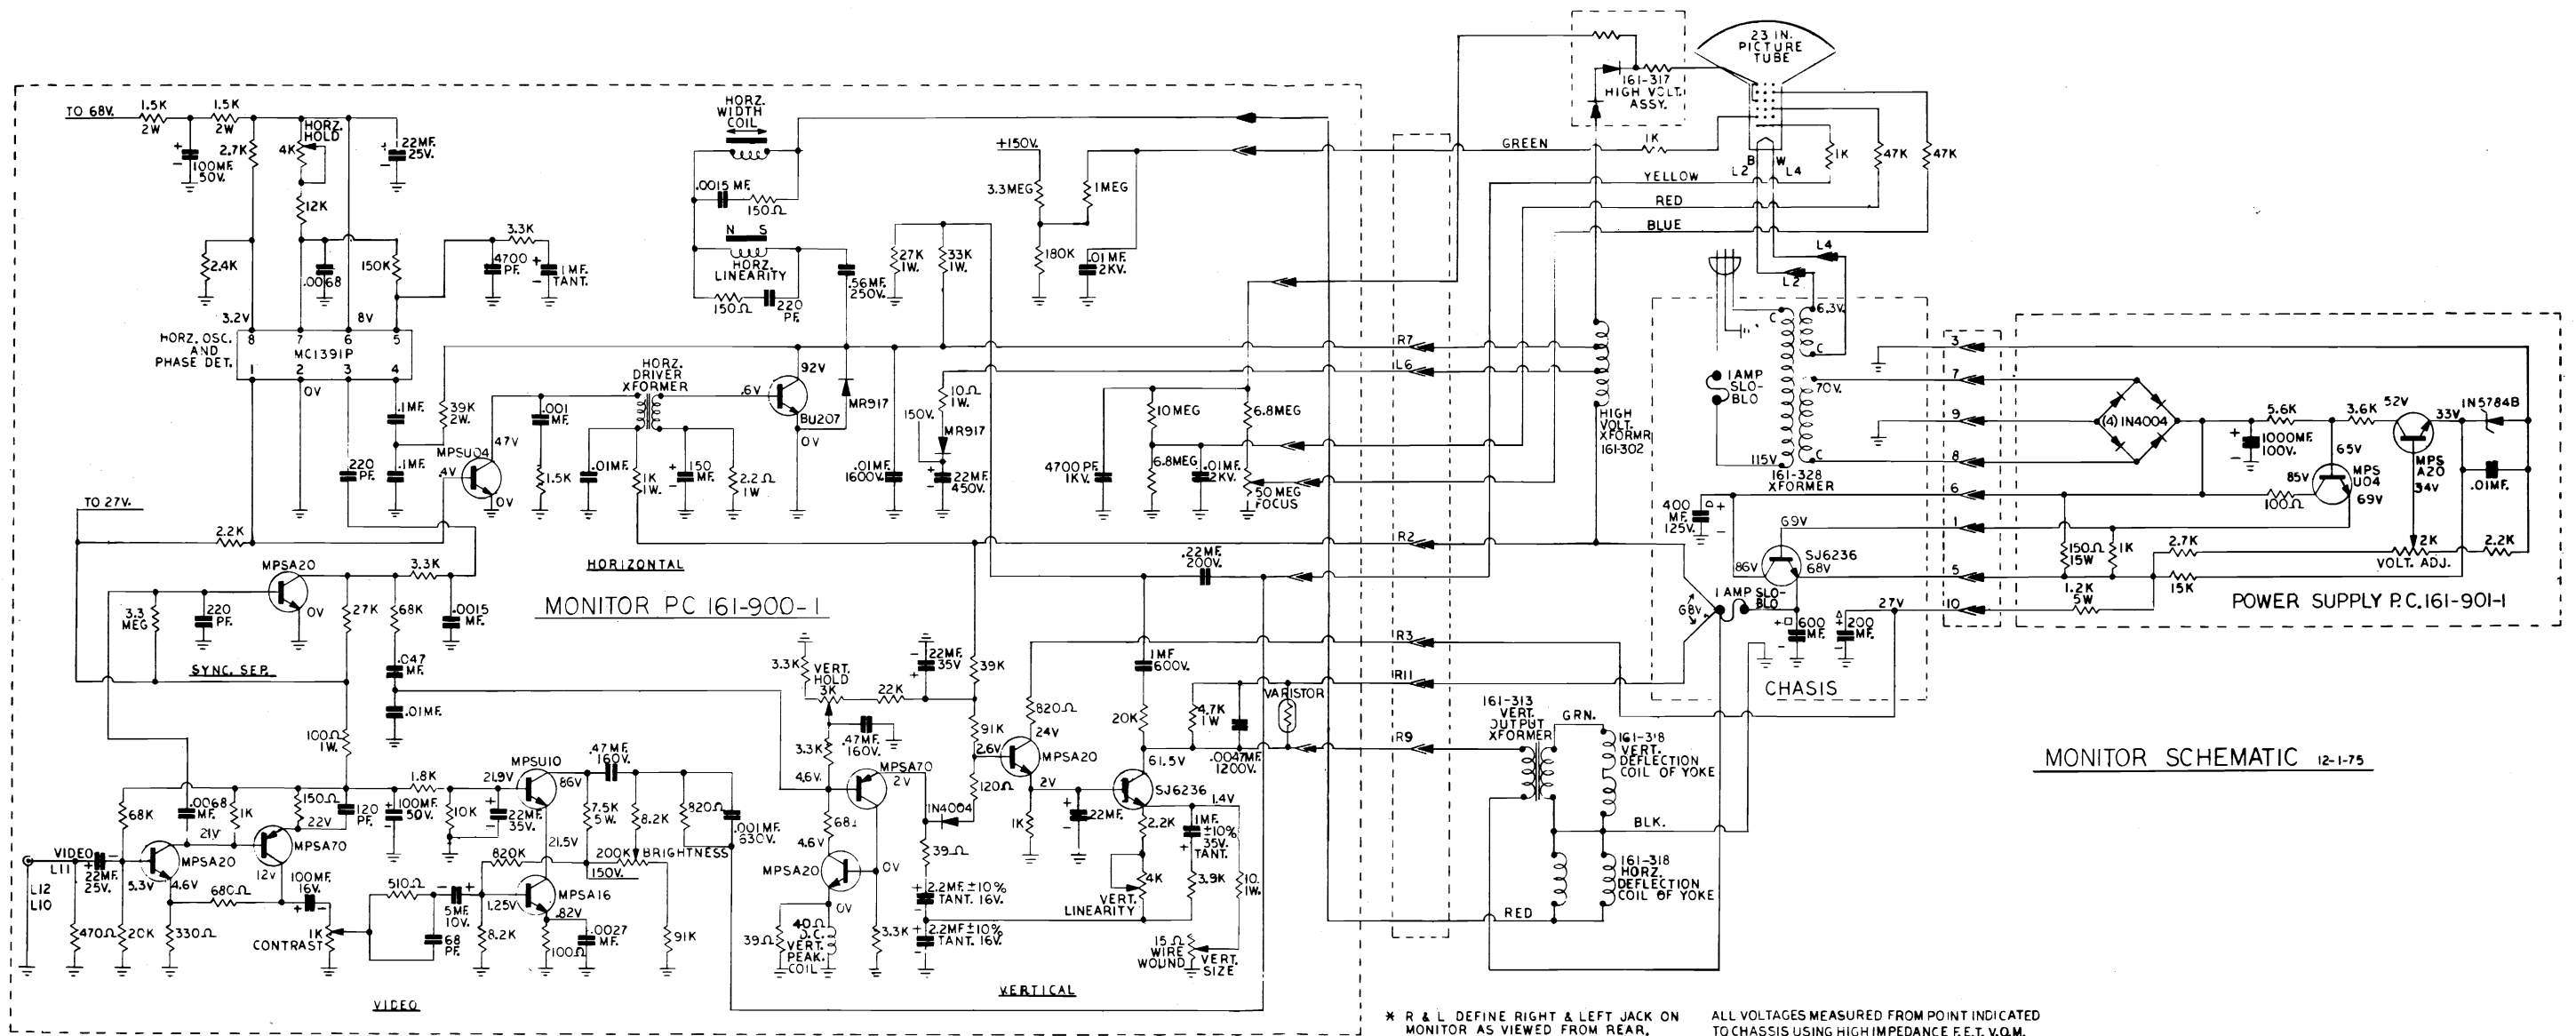 TO 68V.
1.5K
2W
1.5K
2W
100MF.
50V.
2.7K
HORZ.
HOLD
4K
22MF.
25V.
12K
2.4K
.0068
150K
4700
PF.
3.3K
1MF.
TANT.
3.2V
8V
HORZ. OSC.
AND
PHASE DET.
8 7 6 5
MC1391P
1 2 3 4
0V
.1MF.
39K
2W.
.1MF.
220
PF.
MPSU04
47V
.4V
0V
.001
MF.
1.5K
HORZ.
DRIVER
XFORMER
.01MF.
1K
1W.
150
MF.
2.2Ω
1W
.6V
92V
BU207
0V
MR917
HORZ.
WIDTH
COIL
.0015 MF.
150Ω
N S
HORZ.
LINEARITY
150Ω
220
PF.
.56MF.
250V.
27K
1W.
33K
1W.
+150V.
3.3MEG
1MEG
180K
.01MF.
2KV.
.01MF.
1600V.
10Ω
1W.
150V.
MR917
22MF.
450V.
4700 PF.
1KV.
10MEG
6.8MEG
6.8MEG
.01MF.
2KV.
50 MEG
FOCUS
TO 27V.
2.2K
HORIZONTAL
MONITOR PC 161-900-1
MPSA20
0V
3.3
MEG
220
PF.
SYNC. SEP.
27K
68K
3.3K
.0015
MF.
.047
MF.
.01MF.
100Ω
1W.
VIDEO
L11
L12
L10
22MF.
25V.
470Ω
68K
20K
5.3V
MPSA20
4.6V
330Ω
.0068
MF.
21V
1K
150Ω
22V
MPSA70
12V
680Ω
120
PF.
100MF.
16V.
1K
CONTRAST
100MF.
50V.
1.8K
10K
21.9V
22MF.
35V.
MPSU10
86V
21.5V
510Ω
68
PF.
5MF.
10V.
820K
8.2K
1.25V
MPSA16
.82V
100Ω
.0027
MF.
.47MF.
160V.
7.5K
5W.
8.2K
200K BRIGHTNESS
150V.
91K
820Ω
.001MF.
630V.
VIDEO
3.3K
VERT.
HOLD
3K
22K
22MF.
35V
39K
.47MF.
160V.
3.3K
4.6V.
MPSA70
2V
68
4.6V
MPSA20
0V
0V
39Ω
40Ω
D.C.
VERT.
PEAK.
COIL
3.3K
1N4004
39Ω
2.2MF.±10%
TANT. 16V.
2.2MF.±10%
TANT. 16V.
91K
2.6V
120Ω
MPSA20
820Ω
24V
2V
1K
22MF.
.22MF.
200V.
1MF
600V.
20K
61.5V
SJ6236
1.4V
2.2K
4K
VERT.
LINEARITY
1MF.
±10%
35V.
TANT.
3.9K
10
1W.
15Ω
WIRE
WOUND
VERT.
SIZE
4.7K
1W
.0047MF.
1200V.
VARISTOR
VERTICAL
R7
L6
R2
R3
R11
R9
RED
GREEN
YELLOW
RED
BLUE
161-317
HIGH VOLT.
ASSY.
23 IN.
PICTURE
TUBE
1K
B W
L2 L4
1K
47K
47K
L4
L2
HIGH
VOLT.
XFORMR
161-302
1 AMP
SLO-
BLO
C
6.3V.
C
70V.
C
115V
161-328
XFORMER
400
MF.
125V.
69V
86V
SJ6236
68V
1 AMP SLO-
BLO
68V
600
MF.
27V
200
MF.
CHASIS
161-313
VERT.
OUTPUT
XFORMER
GRN.
161-318
VERT.
DEFLECTION
COIL OF YOKE
BLK.
161-318
HORZ.
DEFLECTION
COIL OF YOKE
3
7
9
8
6
1
5
10
(4) IN4004
1000MF.
100V.
5.6K
3.6K
52V
33V
IN5784B
65V
MPS
U04
85V
69V
100Ω
MPS
A20
34V
.01MF.
150Ω
15W
1K
2.7K
2K
VOLT. ADJ.
2.2K
15K
1.2K
5W
POWER SUPPLY P.C.161-901-1
MONITOR SCHEMATIC 12-1-75
* R & L DEFINE RIGHT & LEFT JACK ON
MONITOR AS VIEWED FROM REAR.
ALL VOLTAGES MEASURED FROM POINT INDICATED
TO CHASSIS USING HIGH IMPEDANCE F.E.T. V.O.M.